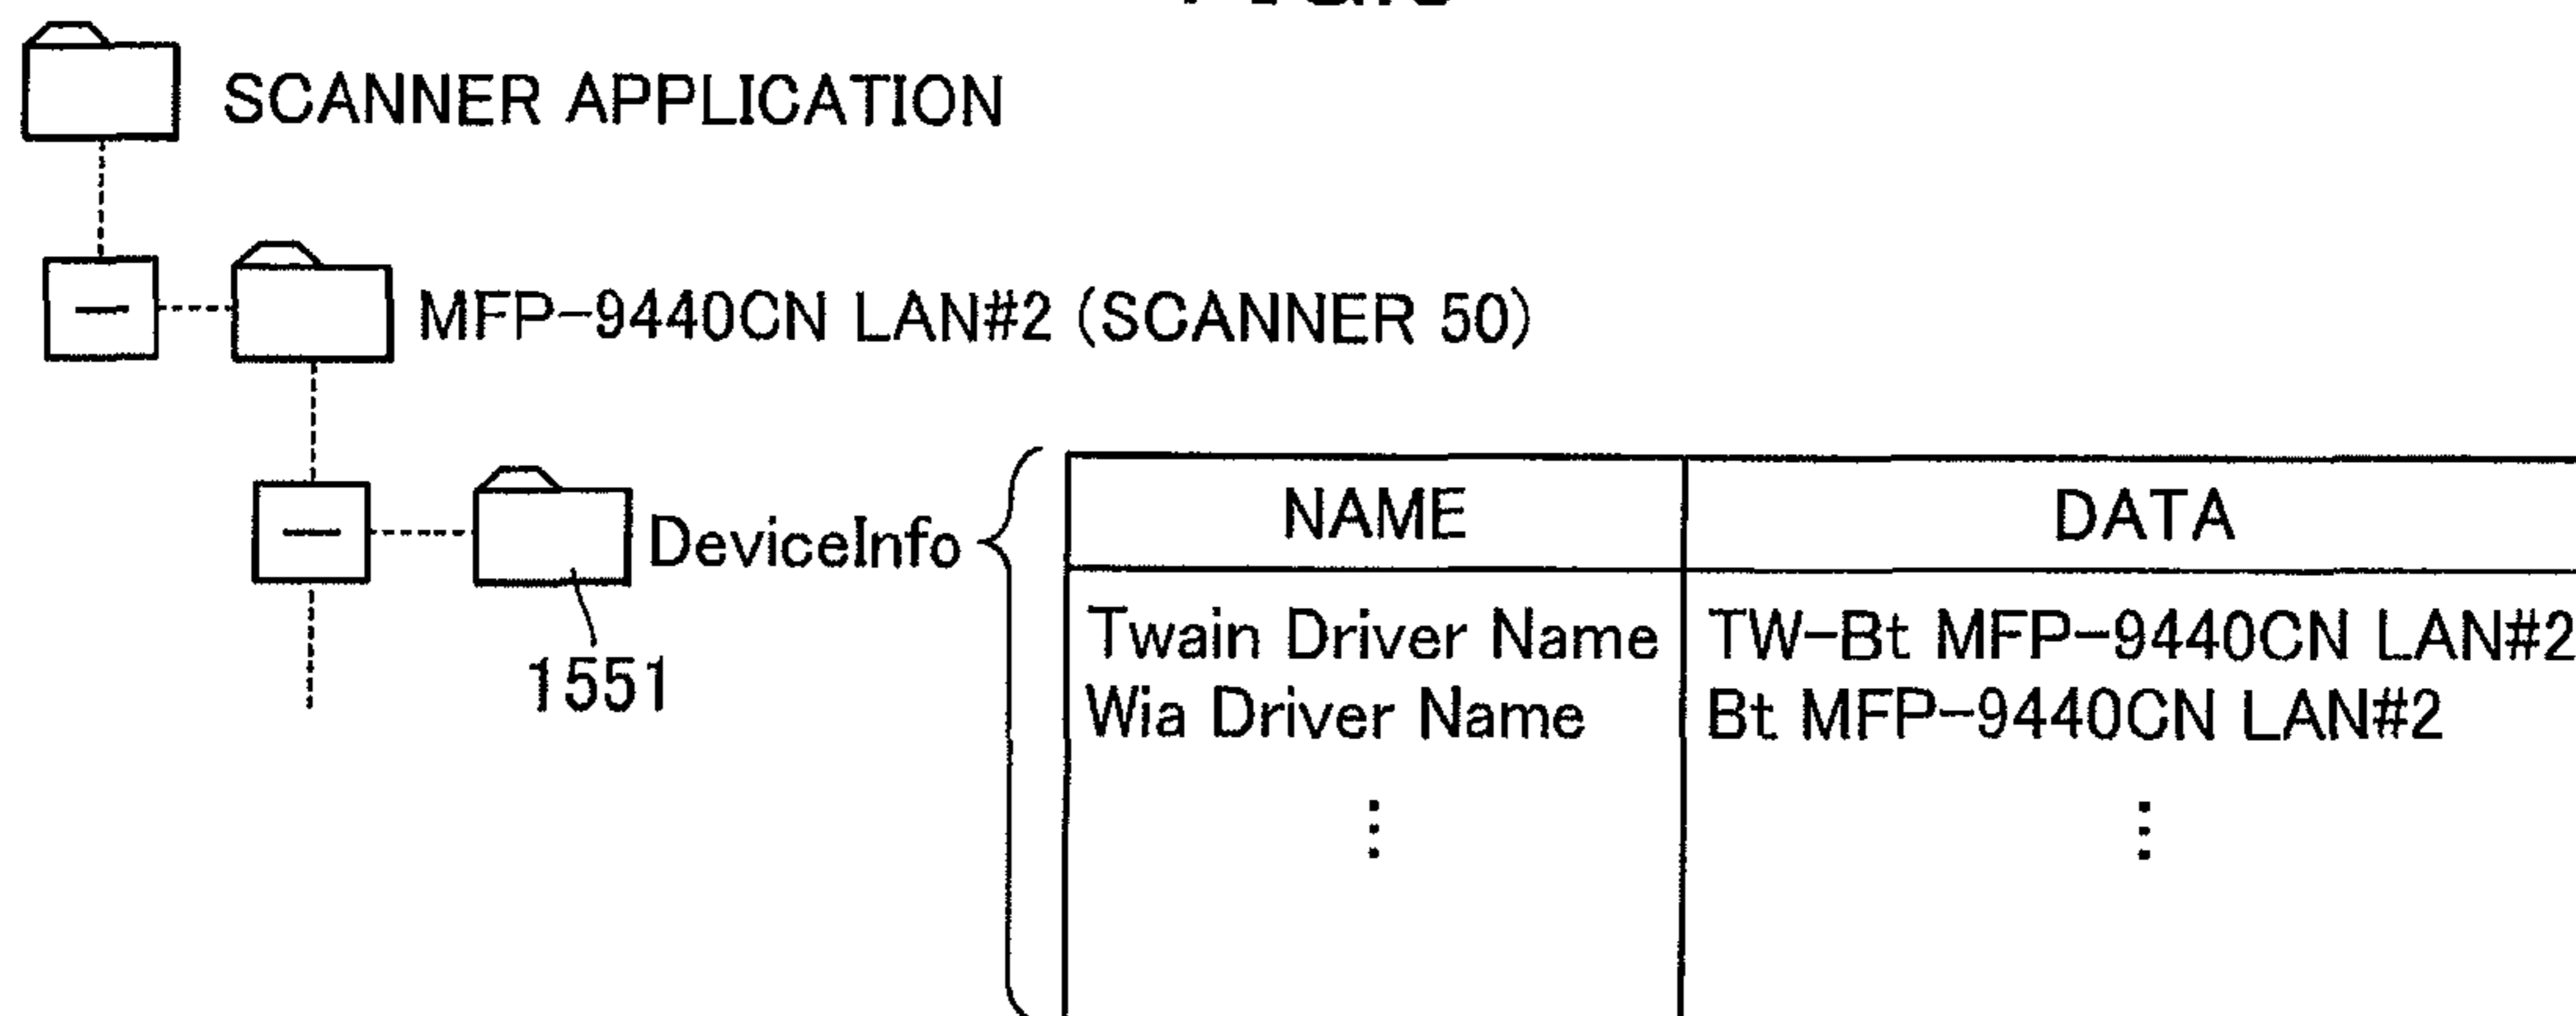 SCANNER APPLICATION
MFP-9440CN LAN#2 (SCANNER 50)
DeviceInfo
1551
NAME DATA
Twain Driver Name TW-Bt MFP-9440CN LAN#2
Wia Driver Name Bt MFP-9440CN LAN#2